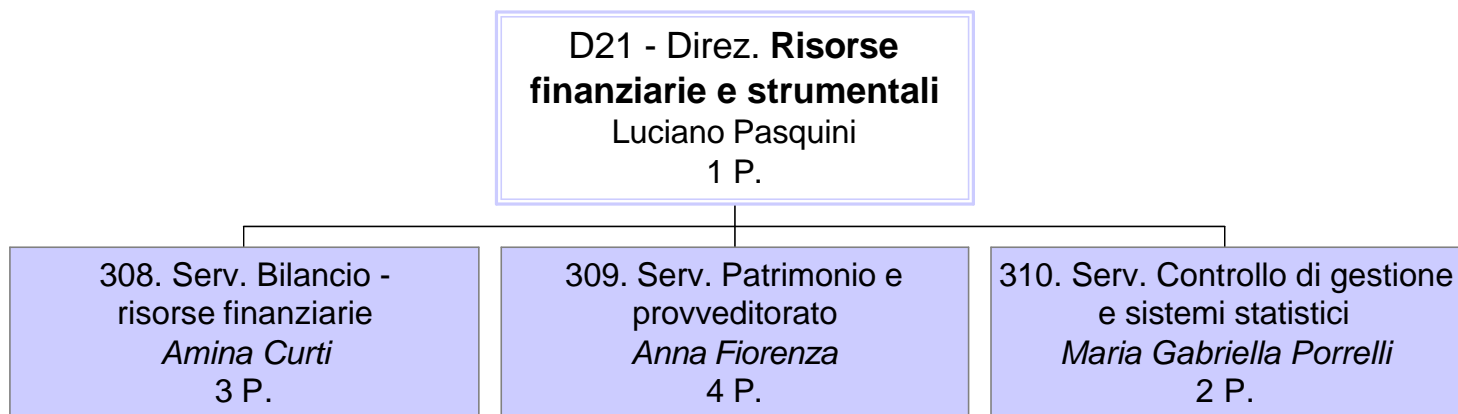 D21 - Direz. Risorse
finanziarie e strumentali
Luciano Pasquini
1 P.
308. Serv. Bilancio -
risorse finanziarie
Amina Curti
3 P.
309. Serv. Patrimonio e
provveditorato
Anna Fiorenza
4 P.
310. Serv. Controllo di gestione
e sistemi statistici
Maria Gabriella Porrelli
2 P.